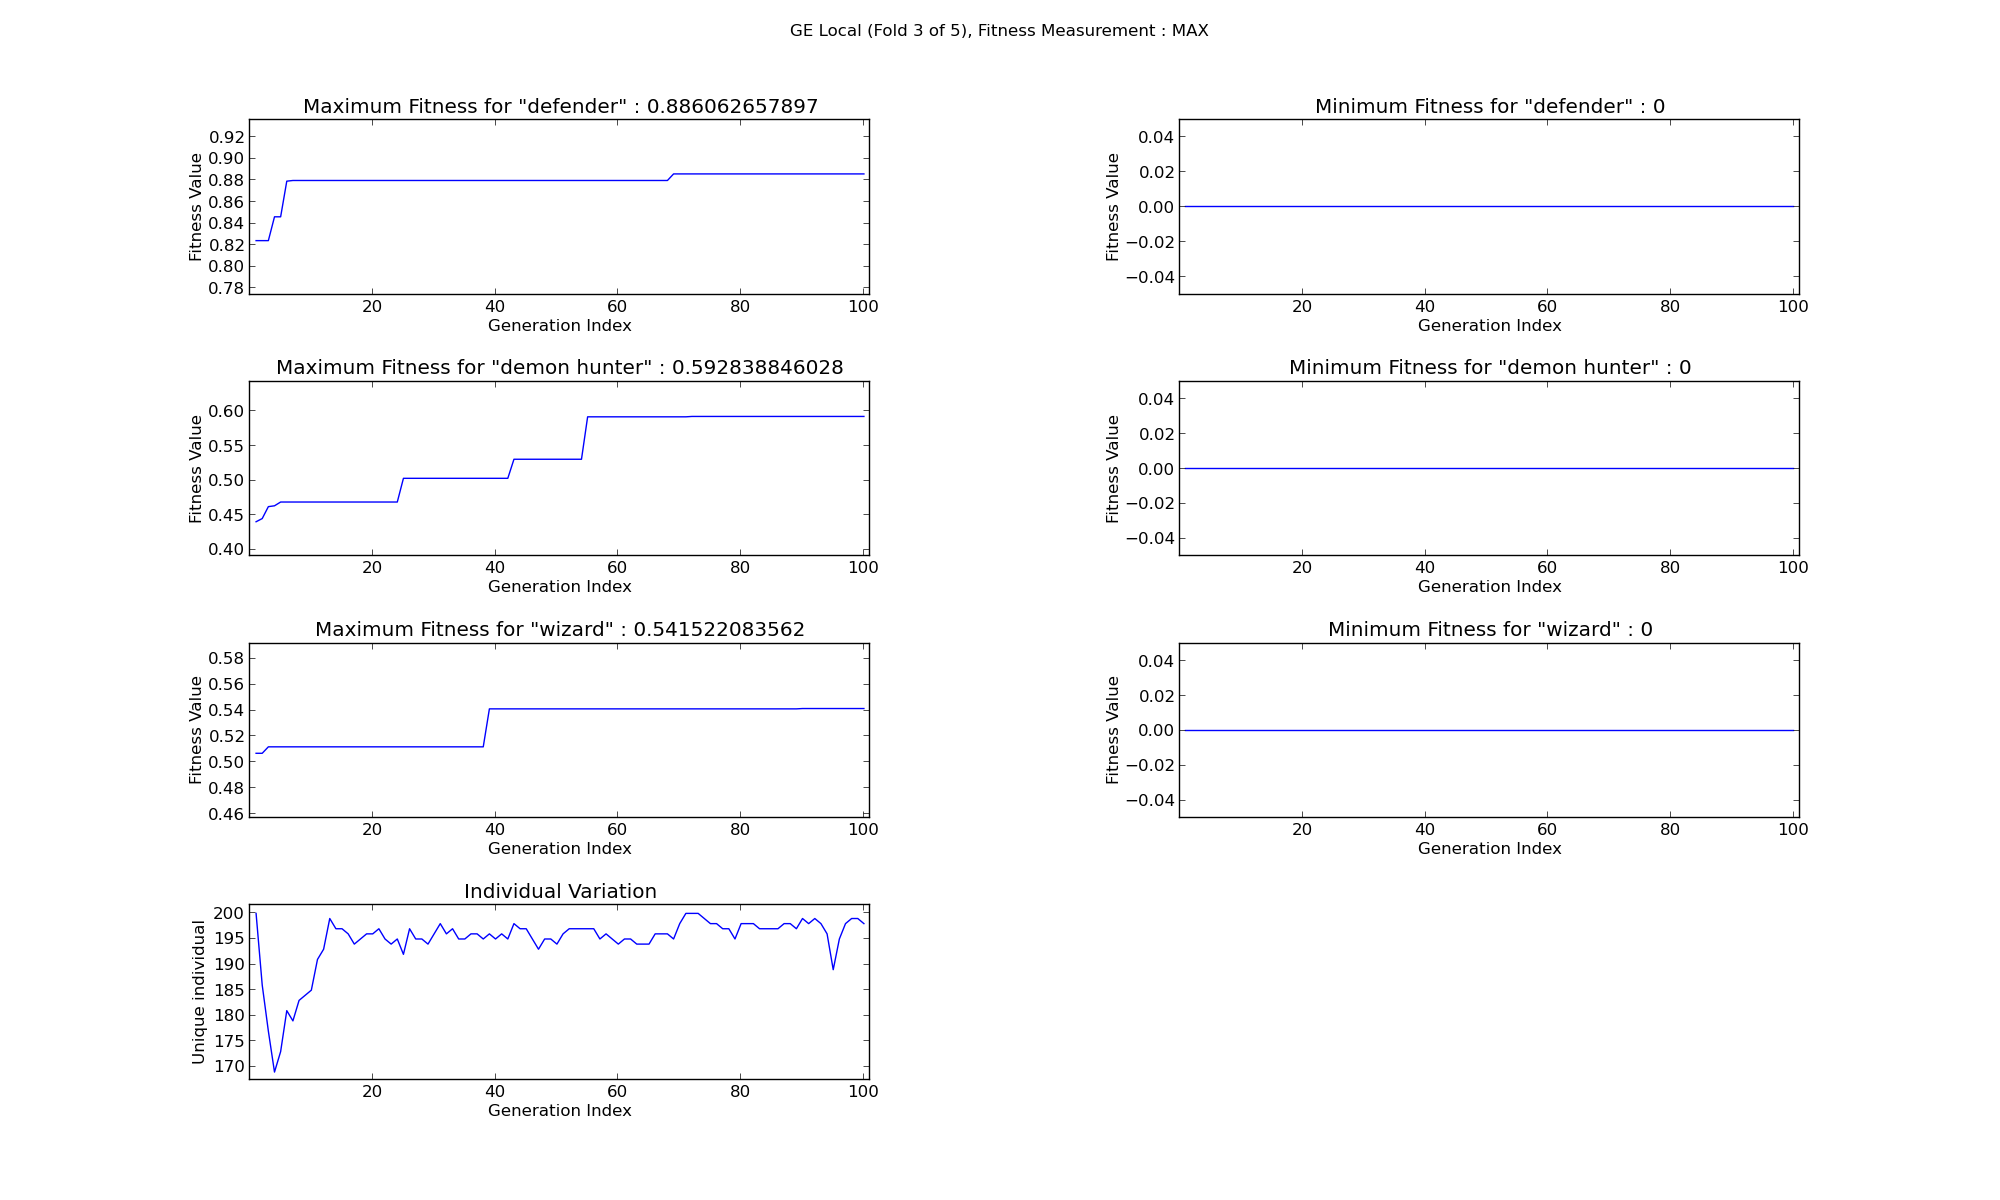 GE Local (Fold 3 of 5), Fitness Measurement : MAX
Maximum Fitness for "defender" : 0.886062657897
Fitness Value
0.92
0.90
0.88
0.86
0.84
0.82
0.80
0.78
20 40 60 80 100
Generation Index
Minimum Fitness for "defender" : 0
Fitness Value
0.04
0.02
0.00
−0.02
−0.04
20 40 60 80 100
Generation Index
Maximum Fitness for "demon hunter" : 0.592838846028
Fitness Value
0.60
0.55
0.50
0.45
0.40
20 40 60 80 100
Generation Index
Minimum Fitness for "demon hunter" : 0
Fitness Value
0.04
0.02
0.00
−0.02
−0.04
20 40 60 80 100
Generation Index
Maximum Fitness for "wizard" : 0.541522083562
Fitness Value
0.58
0.56
0.54
0.52
0.50
0.48
0.46
20 40 60 80 100
Generation Index
Minimum Fitness for "wizard" : 0
Fitness Value
0.04
0.02
0.00
−0.02
−0.04
20 40 60 80 100
Generation Index
Individual Variation
Unique individual
200
195
190
185
180
175
170
20 40 60 80 100
Generation Index